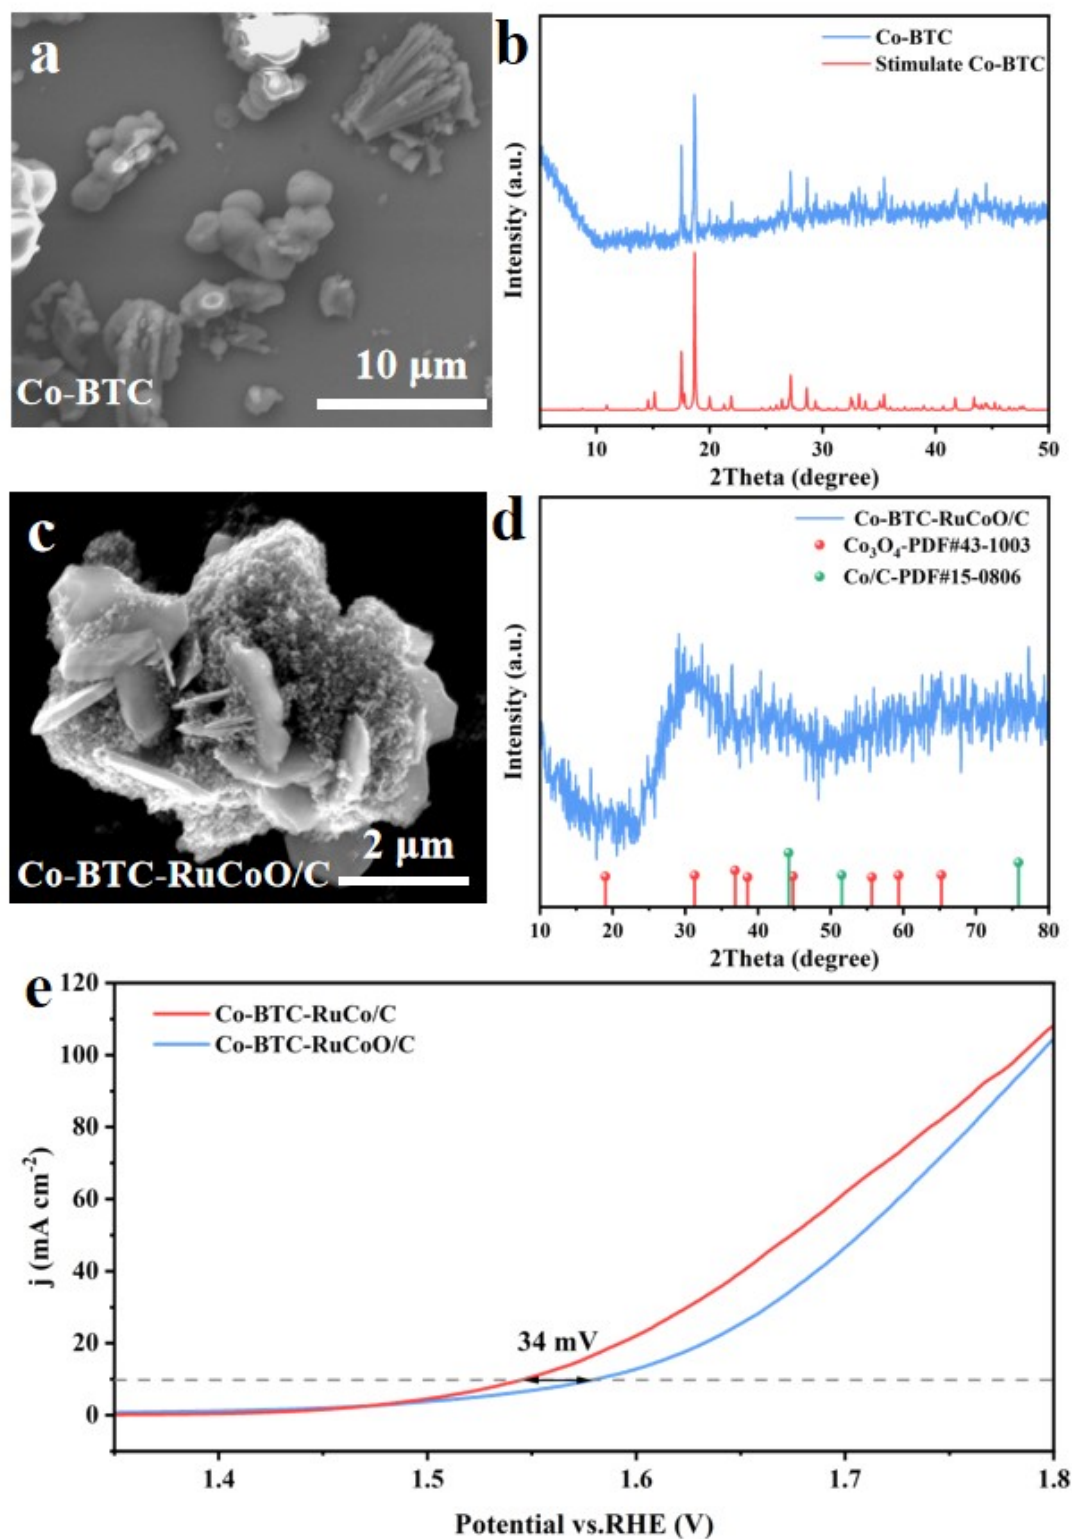 a
Co-BTC
10 μm
b
Co-BTC
Stimulate Co-BTC
Intensity (a.u.)
10 20 30 40 50
2Theta (degree)
c
Co-BTC-RuCoO/C
2 μm
d
Co-BTC-RuCoO/C
Co₃O₄-PDF#43-1003
Co/C-PDF#15-0806
Intensity (a.u.)
10 20 30 40 50 60 70 80
2Theta (degree)
e
Co-BTC-RuCo/C
Co-BTC-RuCoO/C
120
100
80
60
40
20
0
j (mA cm⁻²)
34 mV
1.4 1.5 1.6 1.7 1.8
Potential vs.RHE (V)